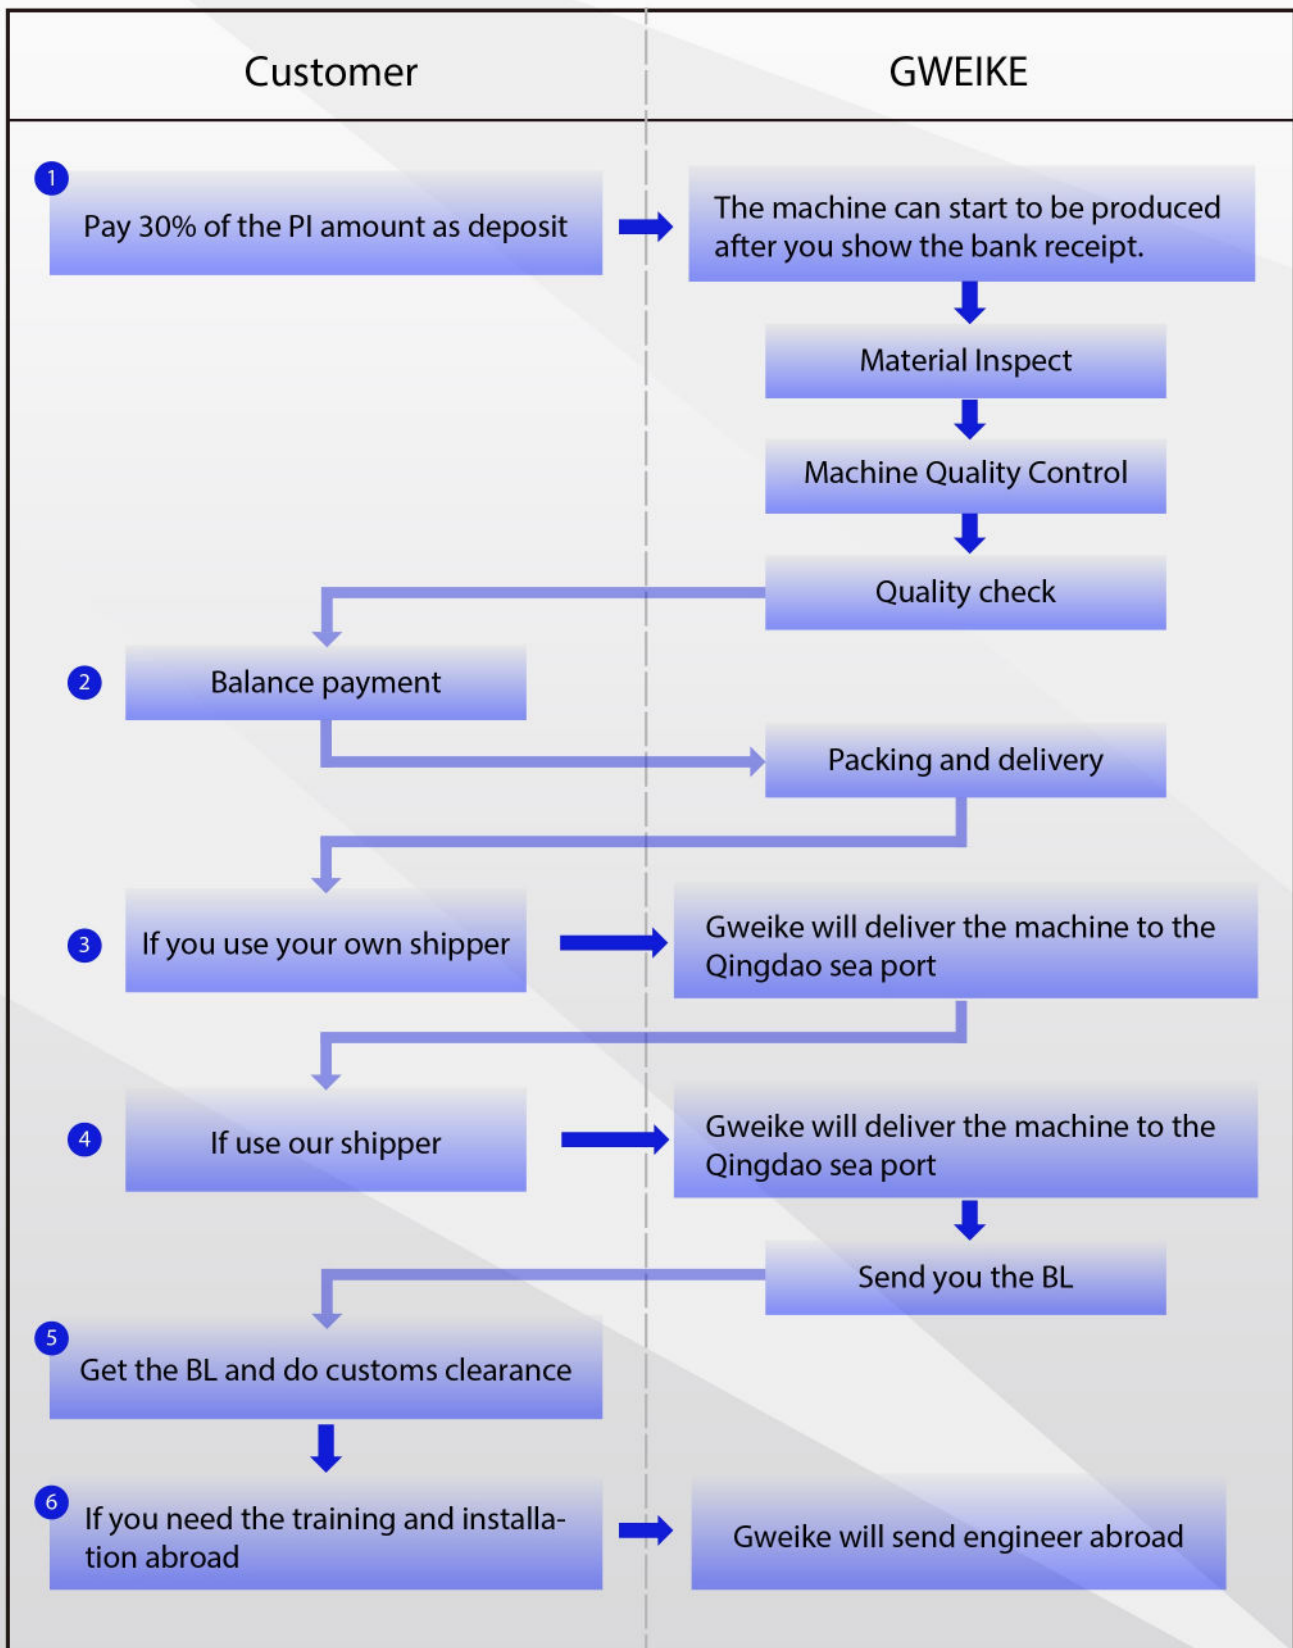 Customer
GWEIKE
1
Pay 30% of the PI amount as deposit
The machine can start to be produced
after you show the bank receipt.
Material Inspect
Machine Quality Control
Quality check
2
Balance payment
Packing and delivery
3
If you use your own shipper
Gweike will deliver the machine to the
Qingdao sea port
4
If use our shipper
Gweike will deliver the machine to the
Qingdao sea port
Send you the BL
5
Get the BL and do customs clearance
6
If you need the training and installa-
tion abroad
Gweike will send engineer abroad